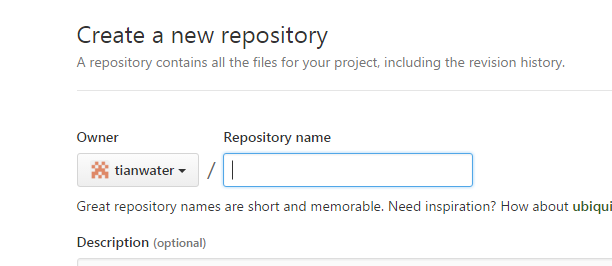 Create a new repository
A repository contains all the files for your project, including the revision history.
Owner Repository name
tianwater /
Great repository names are short and memorable. Need inspiration? How about ubiqui
Description (optional)